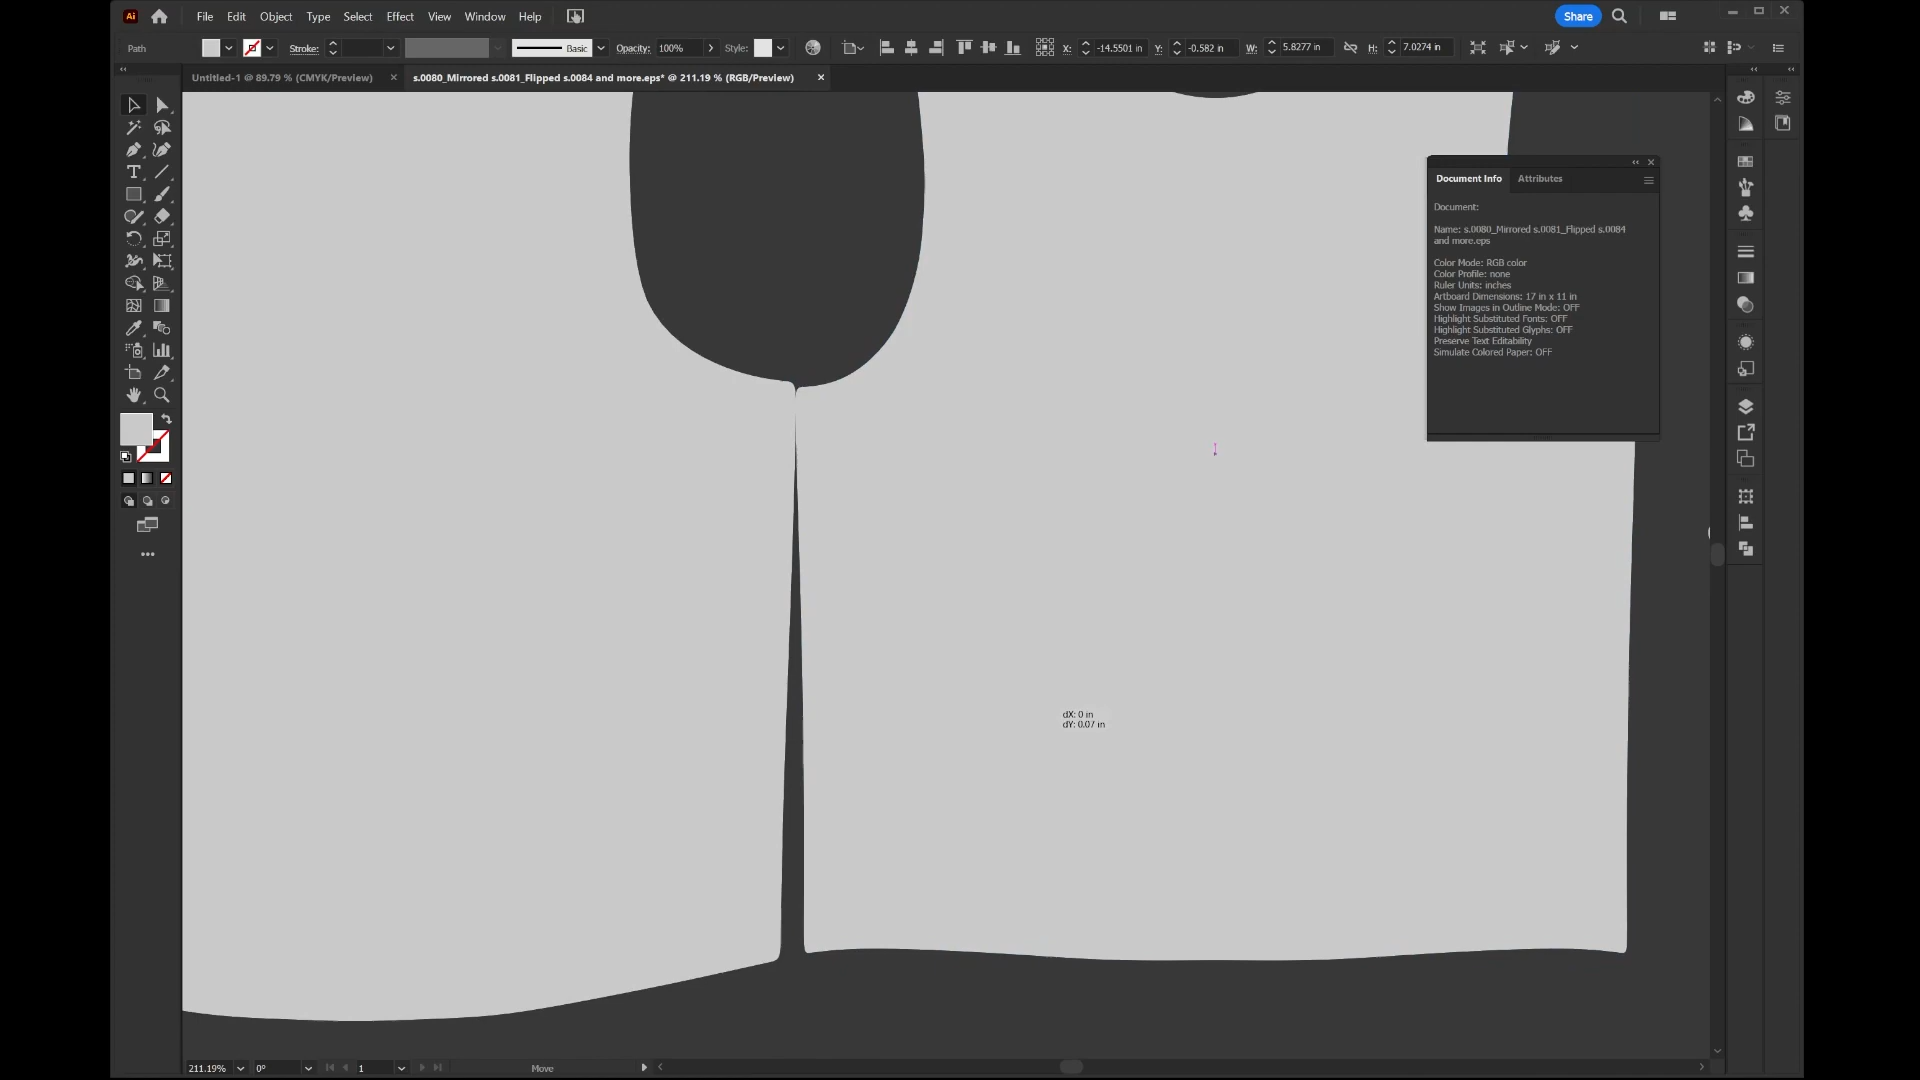 Ai
File Edit Object Type Select Effect View Window Help
Share
Path
Stroke:
Basic
Opacity: 100%
Style:
X: -14.5501 in
Y: -0.582 in
W: 5.8277 in
H: 7.0274 in
Untitled-1 @ 89.79 % (CMYK/Preview)
s.0080_Mirrored s.0081_Flipped s.0084 and more.eps* @ 211.19 % (RGB/Preview)
Document Info
Attributes
Document:
Name: s.0080_Mirrored s.0081_Flipped s.0084
and more.eps
Color Mode: RGB color
Color Profile: none
Ruler Units: inches
Artboard Dimensions: 17 in x 11 in
Show Images in Outline Mode: OFF
Highlight Substituted Fonts: OFF
Highlight Substituted Glyphs: OFF
Preserve Text Editability
Simulate Colored Paper: OFF
dX: 0 in
dY: 0.07 in
211.19%
0°
1
Move